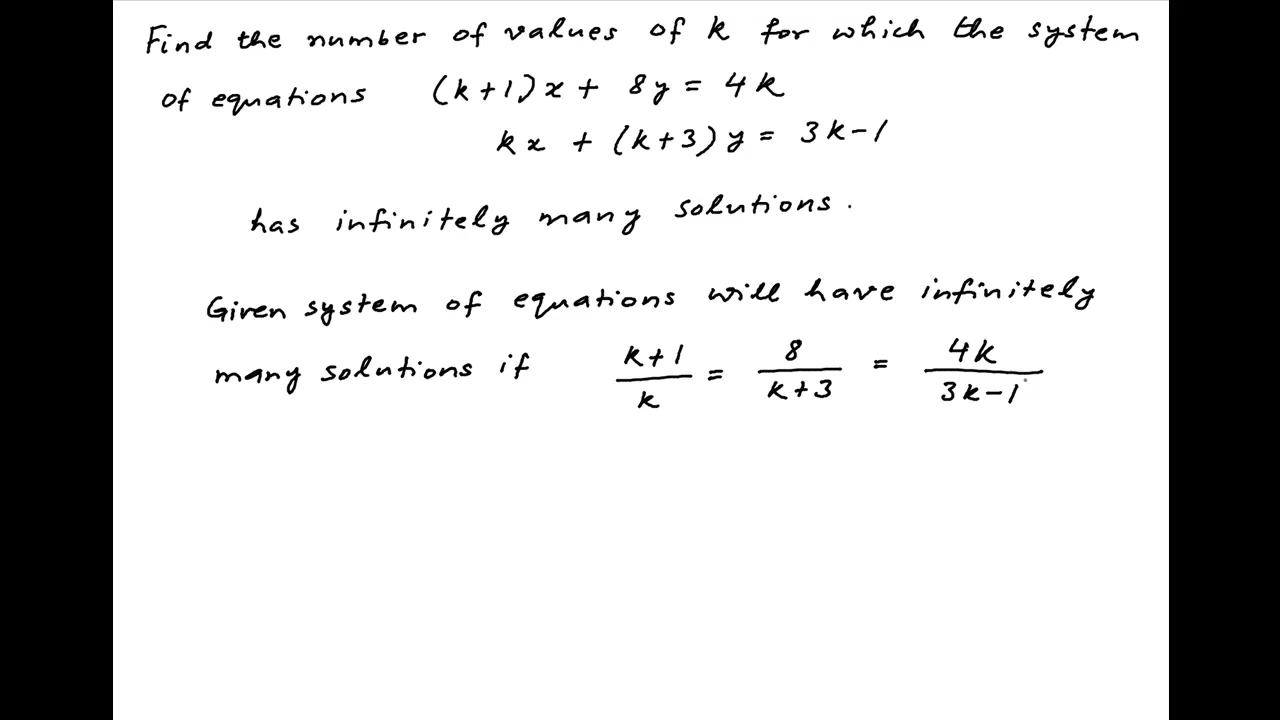 Find the number of values of k for which the system
of equations (k+1)x + 8y = 4k
kx + (k+3)y = 3k-1
has infinitely many solutions.
Given system of equations will have infinitely
many solutions if (k+1)/k = 8/(k+3) = 4k/(3k-1)